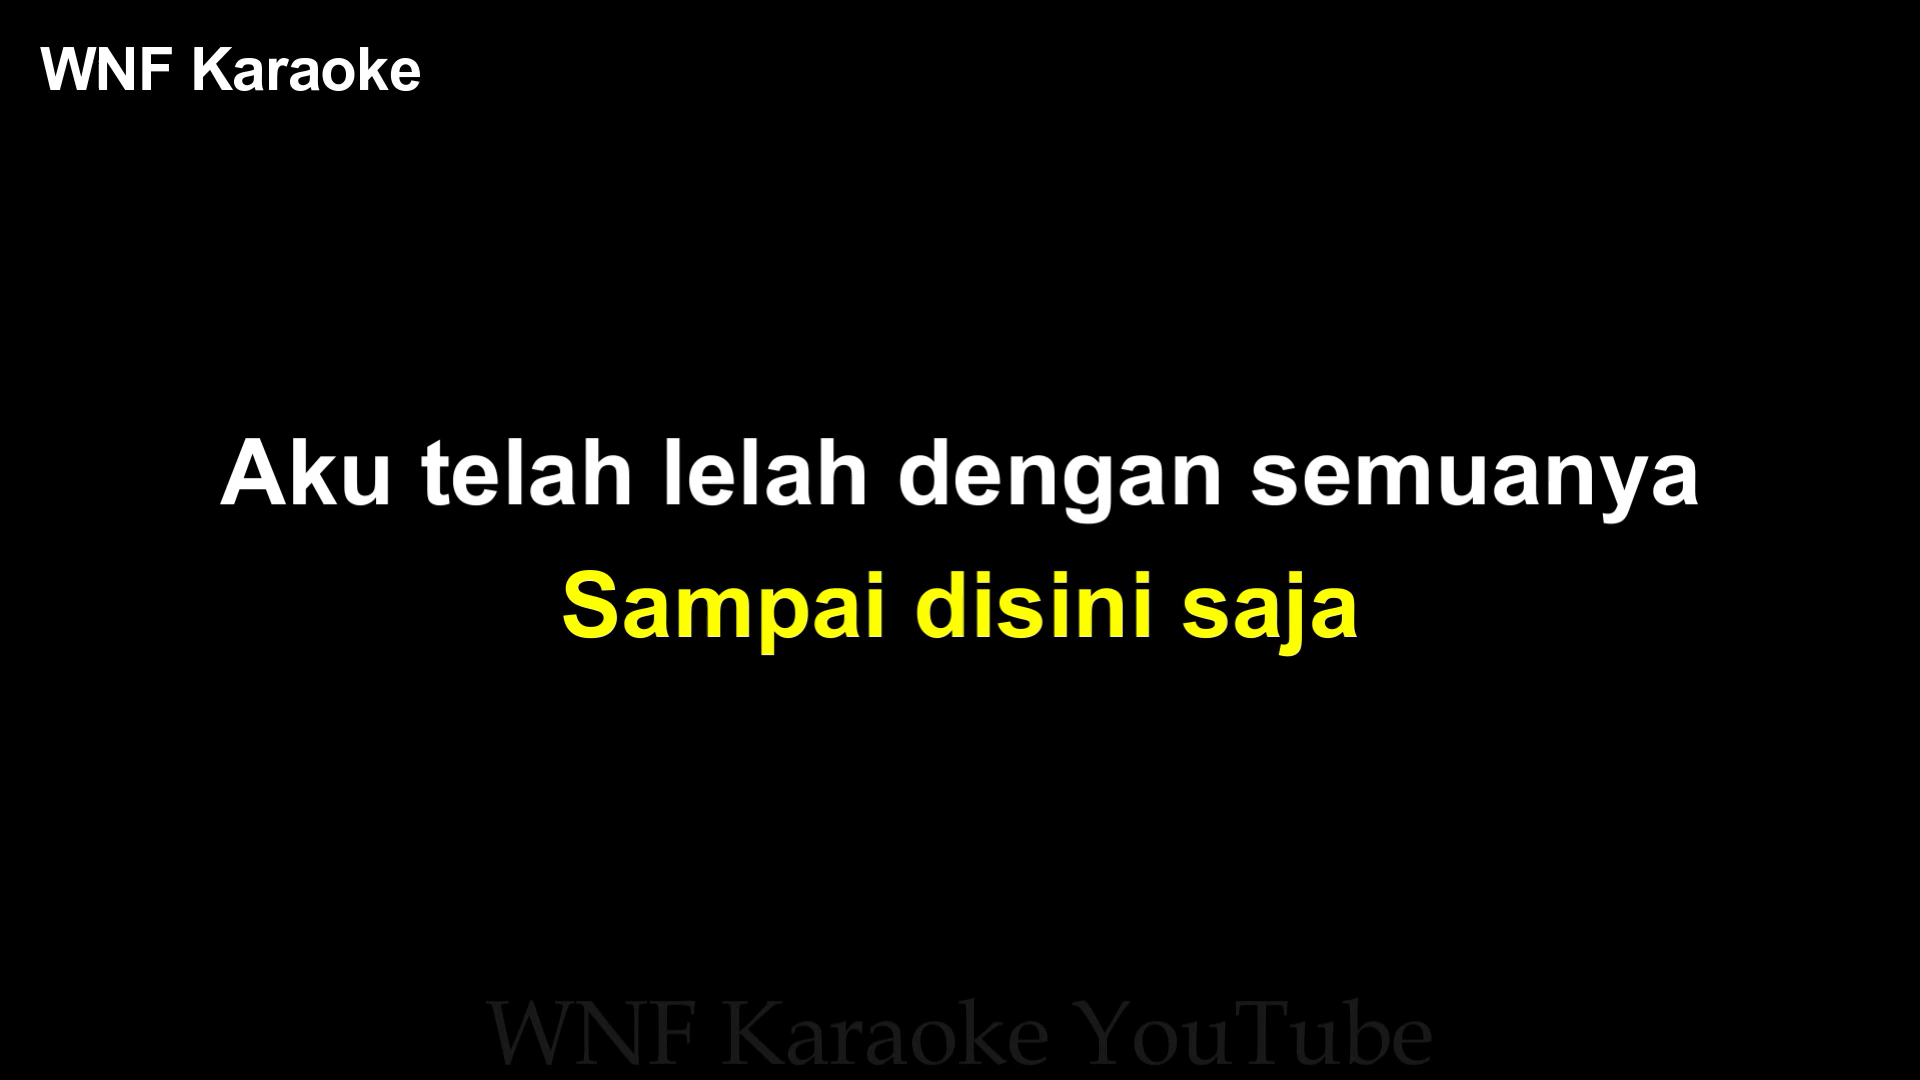 WNF Karaoke
Aku telah lelah dengan semuanya
Sampai disini saja
WNF Karaoke YouTube